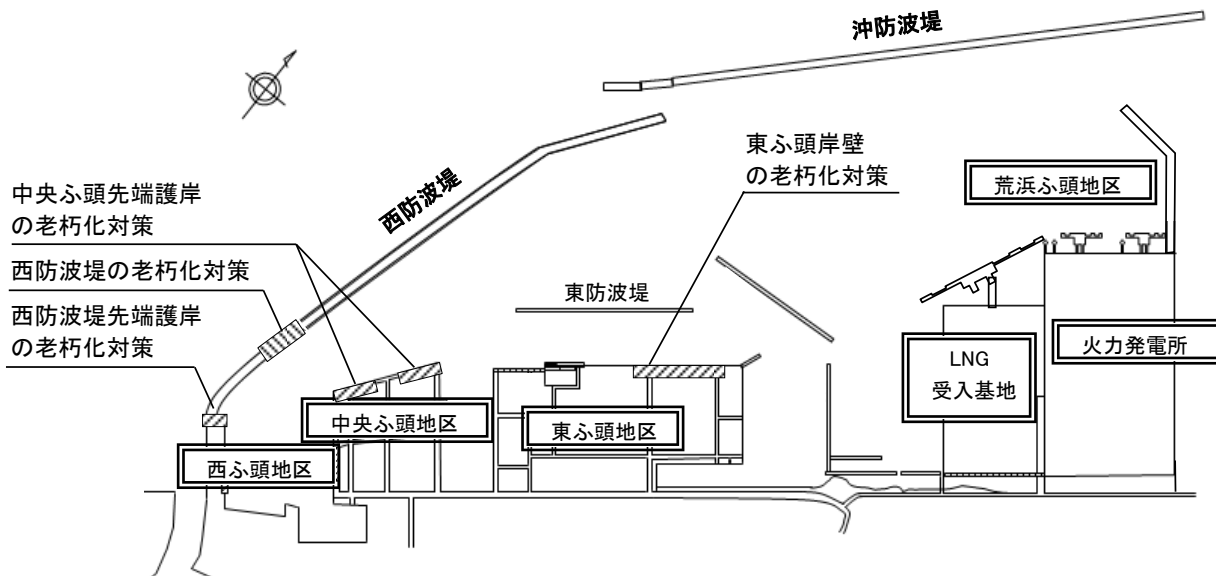 沖防波堤
西防波堤
東ふ頭岸壁
の老朽化対策
荒浜ふ頭地区
中央ふ頭先端護岸
の老朽化対策
西防波堤の老朽化対策
西防波堤先端護岸
の老朽化対策
東防波堤
LNG
受入基地
火力発電所
中央ふ頭地区
東ふ頭地区
西ふ頭地区